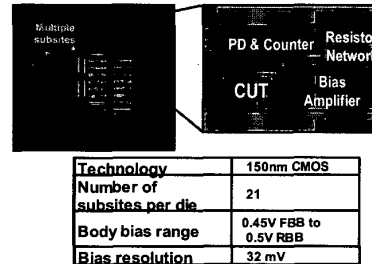 Multiple
subsites
PD & Counter
Resisto
Networ
CUT
Bias
Amplifier
Technology 150nm CMOS
Number of
subsites per die 21
Body bias range 0.45V FBB to
0.5V RBB
Bias resolution 32 mV